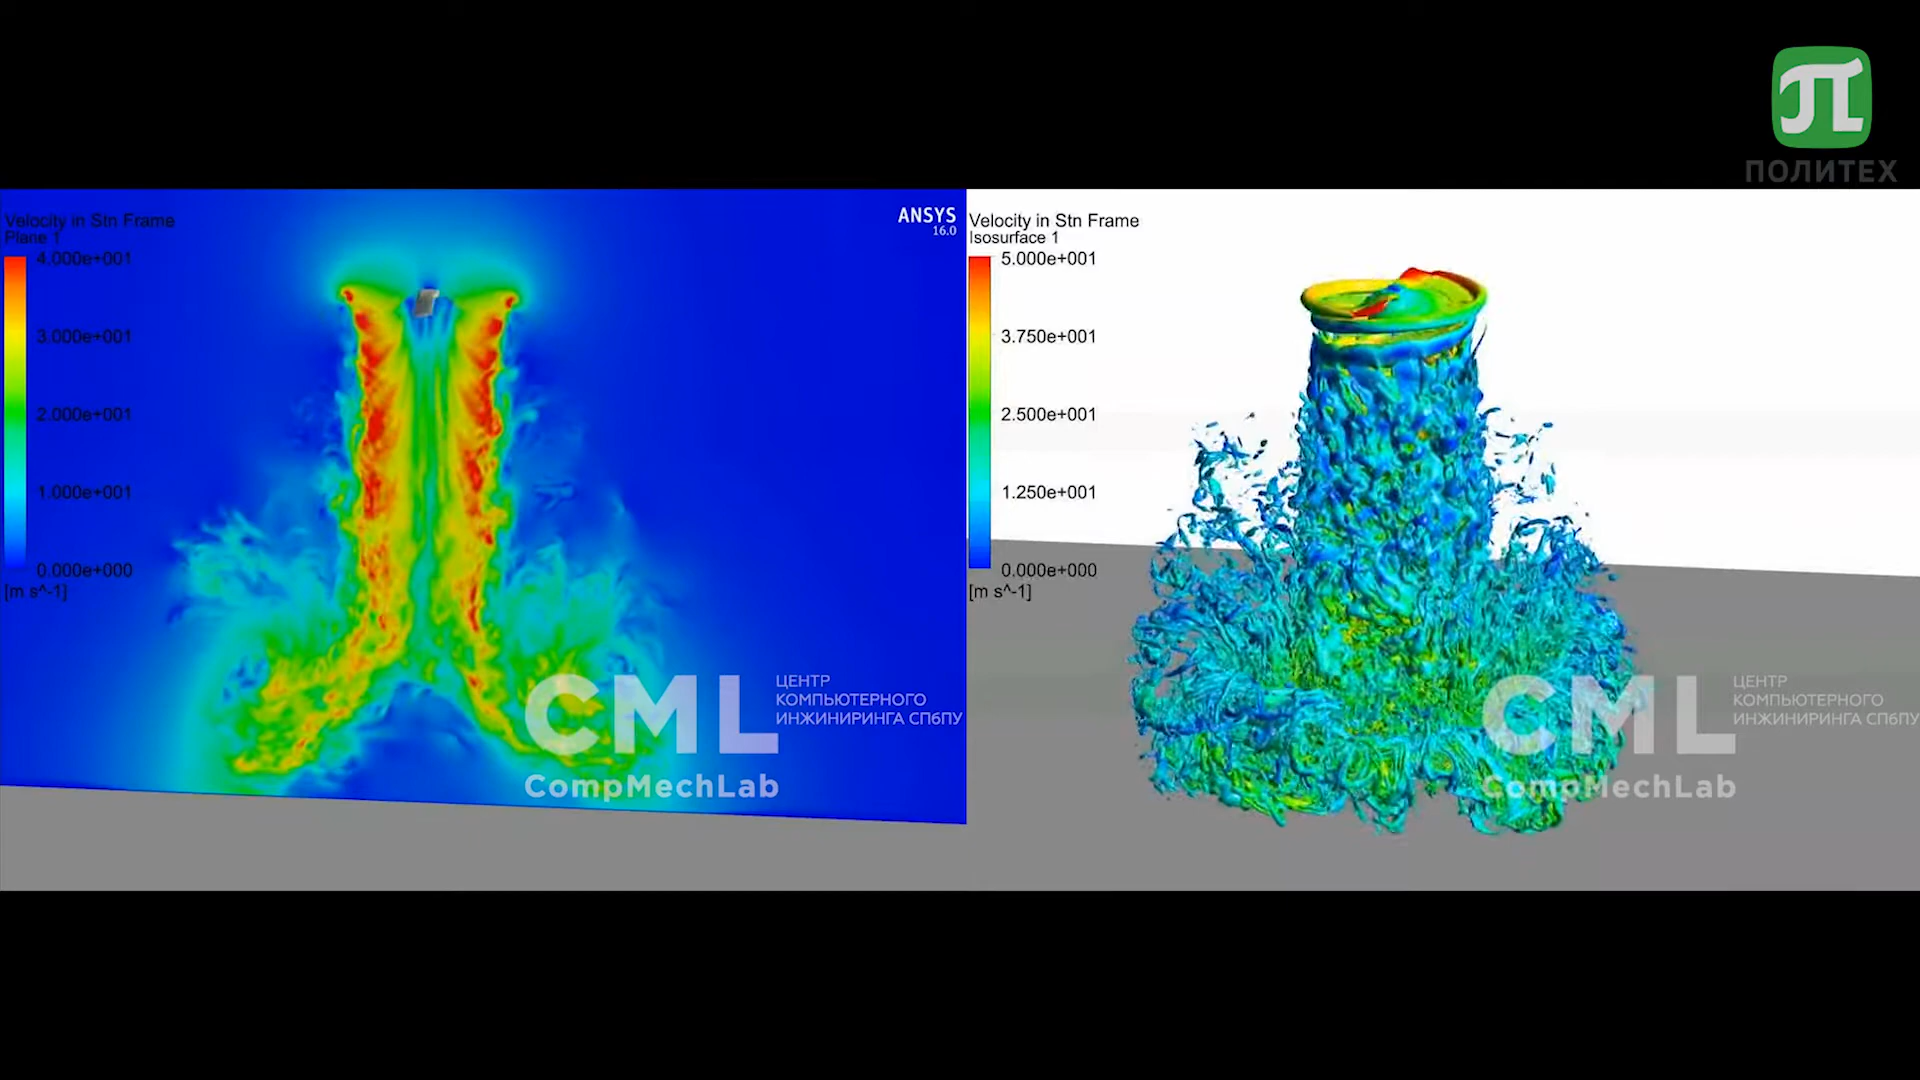 ПОЛИТЕХ
Velocity in Stn Frame
Plane 1
4.000e+001
3.000e+001
2.000e+001
1.000e+001
0.000e+000
[m s^-1]
ANSYS
16.0
CML
ЦЕНТР
КОМПЬЮТЕРНОГО
ИНЖИНИРИНГА СПбПУ
CompMechLab
Velocity in Stn Frame
Isosurface 1
5.000e+001
3.750e+001
2.500e+001
1.250e+001
0.000e+000
[m s^-1]
CML
ЦЕНТР
КОМПЬЮТЕРНОГО
ИНЖИНИРИНГА СПбПУ
CompMechLab